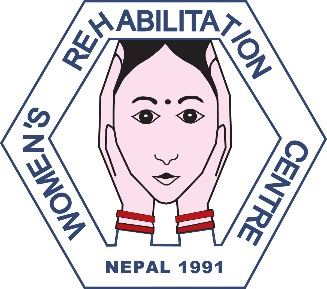 WOMEN'S REHABILITATION CENTRE
NEPAL 1991